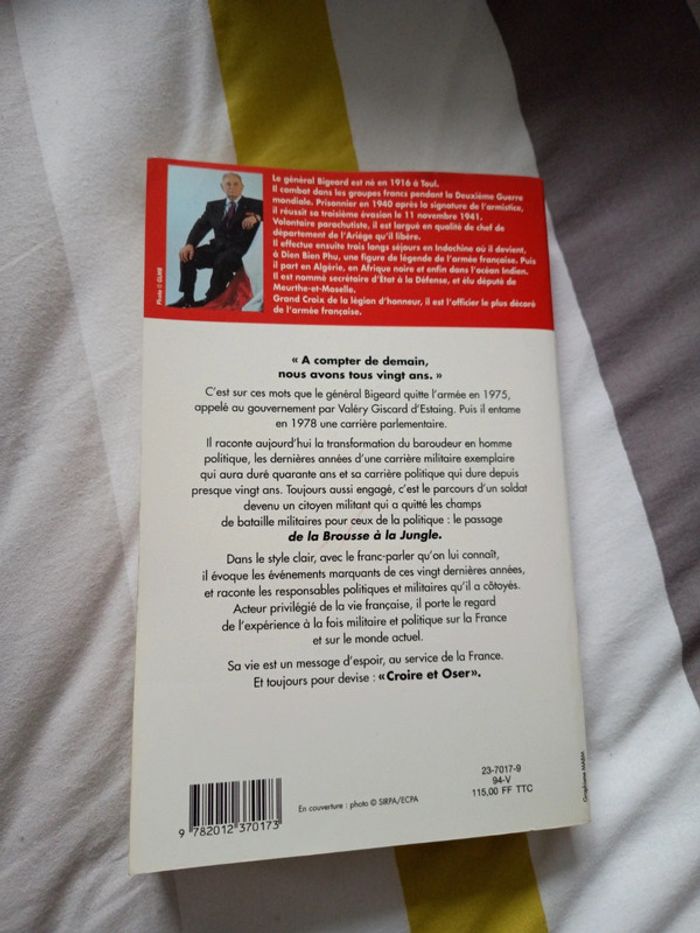 Le général Bigeard est né en 1916 à Toul.
Il combat dans les groupes francs pendant la Deuxième Guerre
mondiale. Prisonnier en 1940 après la signature de l'armistice,
il réussit sa troisième évasion le 11 novembre 1941.
Volontaire parachutiste, il est largué en qualité de chef de
département de l'Ariège qu'il libère.
Il effectue ensuite trois longs séjours en Indochine où il devient,
à Dien Bien Phu, une figure de légende de l'armée française. Puis
il part en Algérie, en Afrique noire et enfin dans l'océan Indien.
Il est nommé secrétaire d'État à la Défense, et élu député de
Meurthe-et-Moselle.
Grand Croix de la légion d'honneur, il est l'officier le plus décoré
de l'armée française.
Photo © GLMR
« A compter de demain,
nous avons tous vingt ans. »
C'est sur ces mots que le général Bigeard quitte l'armée en 1975,
appelé au gouvernement par Valéry Giscard d'Estaing. Puis il entame
en 1978 une carrière parlementaire.
Il raconte aujourd'hui la transformation du baroudeur en homme
politique, les dernières années d'une carrière militaire exemplaire
qui aura duré quarante ans et sa carrière politique qui dure depuis
presque vingt ans. Toujours aussi engagé, c'est le parcours d'un soldat
devenu un citoyen militant qui a quitté les champs
de bataille militaires pour ceux de la politique : le passage
de la Brousse à la Jungle.
Dans le style clair, avec le franc-parler qu'on lui connaît,
il évoque les événements marquants de ces vingt dernières années,
et raconte les responsables politiques et militaires qu'il a côtoyés.
Acteur privilégié de la vie française, il porte le regard
de l'expérience à la fois militaire et politique sur la France
et sur le monde actuel.
Sa vie est un message d'espoir, au service de la France.
Et toujours pour devise : «Croire et Oser».
23-7017-9
94-V
115,00 FF TTC
En couverture : photo © SIRPA/ECPA
9 782012 370173
Graphisme MABM